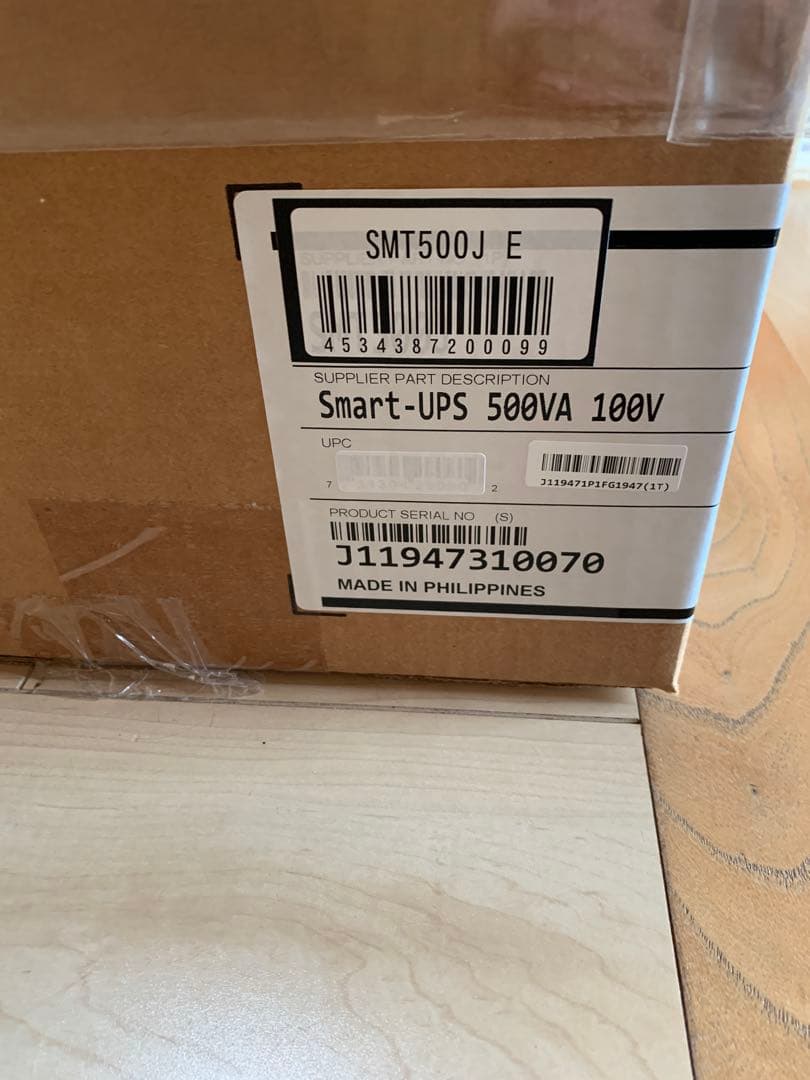 SMT500J E
4534387200099
SUPPLIER PART DESCRIPTION
Smart-UPS 500VA 100V
UPC
7
2
J119471P1FG1947(1T)
PRODUCT SERIAL NO (S)
J11947310070
MADE IN PHILIPPINES